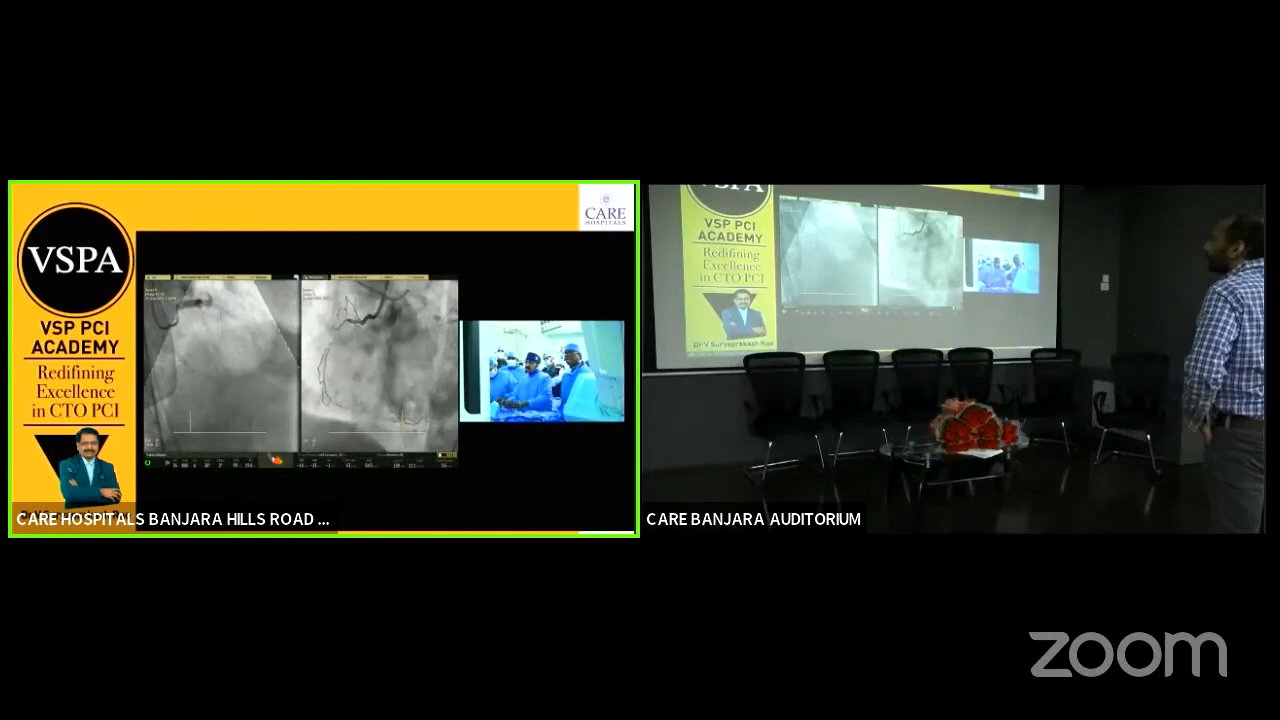 VSPA
VSP PCI
ACADEMY
Redifining
Excellence
in CTO PCI
CARE
HOSPITALS
CARE HOSPITALS BANJARA HILLS ROAD ...
VSPA
VSP PCI
ACADEMY
Redifining
Excellence
in CTO PCI
Dr V Suryaprakash Rao
CARE BANJARA AUDITORIUM
zoom